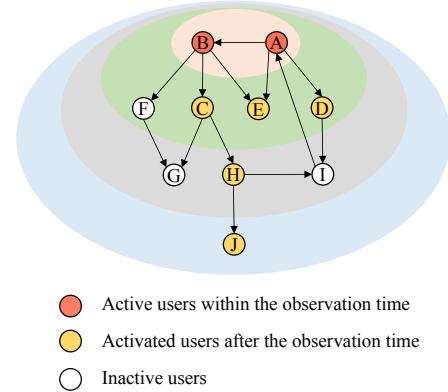 B A
F C E D
G H I
J
Active users within the observation time
Activated users after the observation time
Inactive users